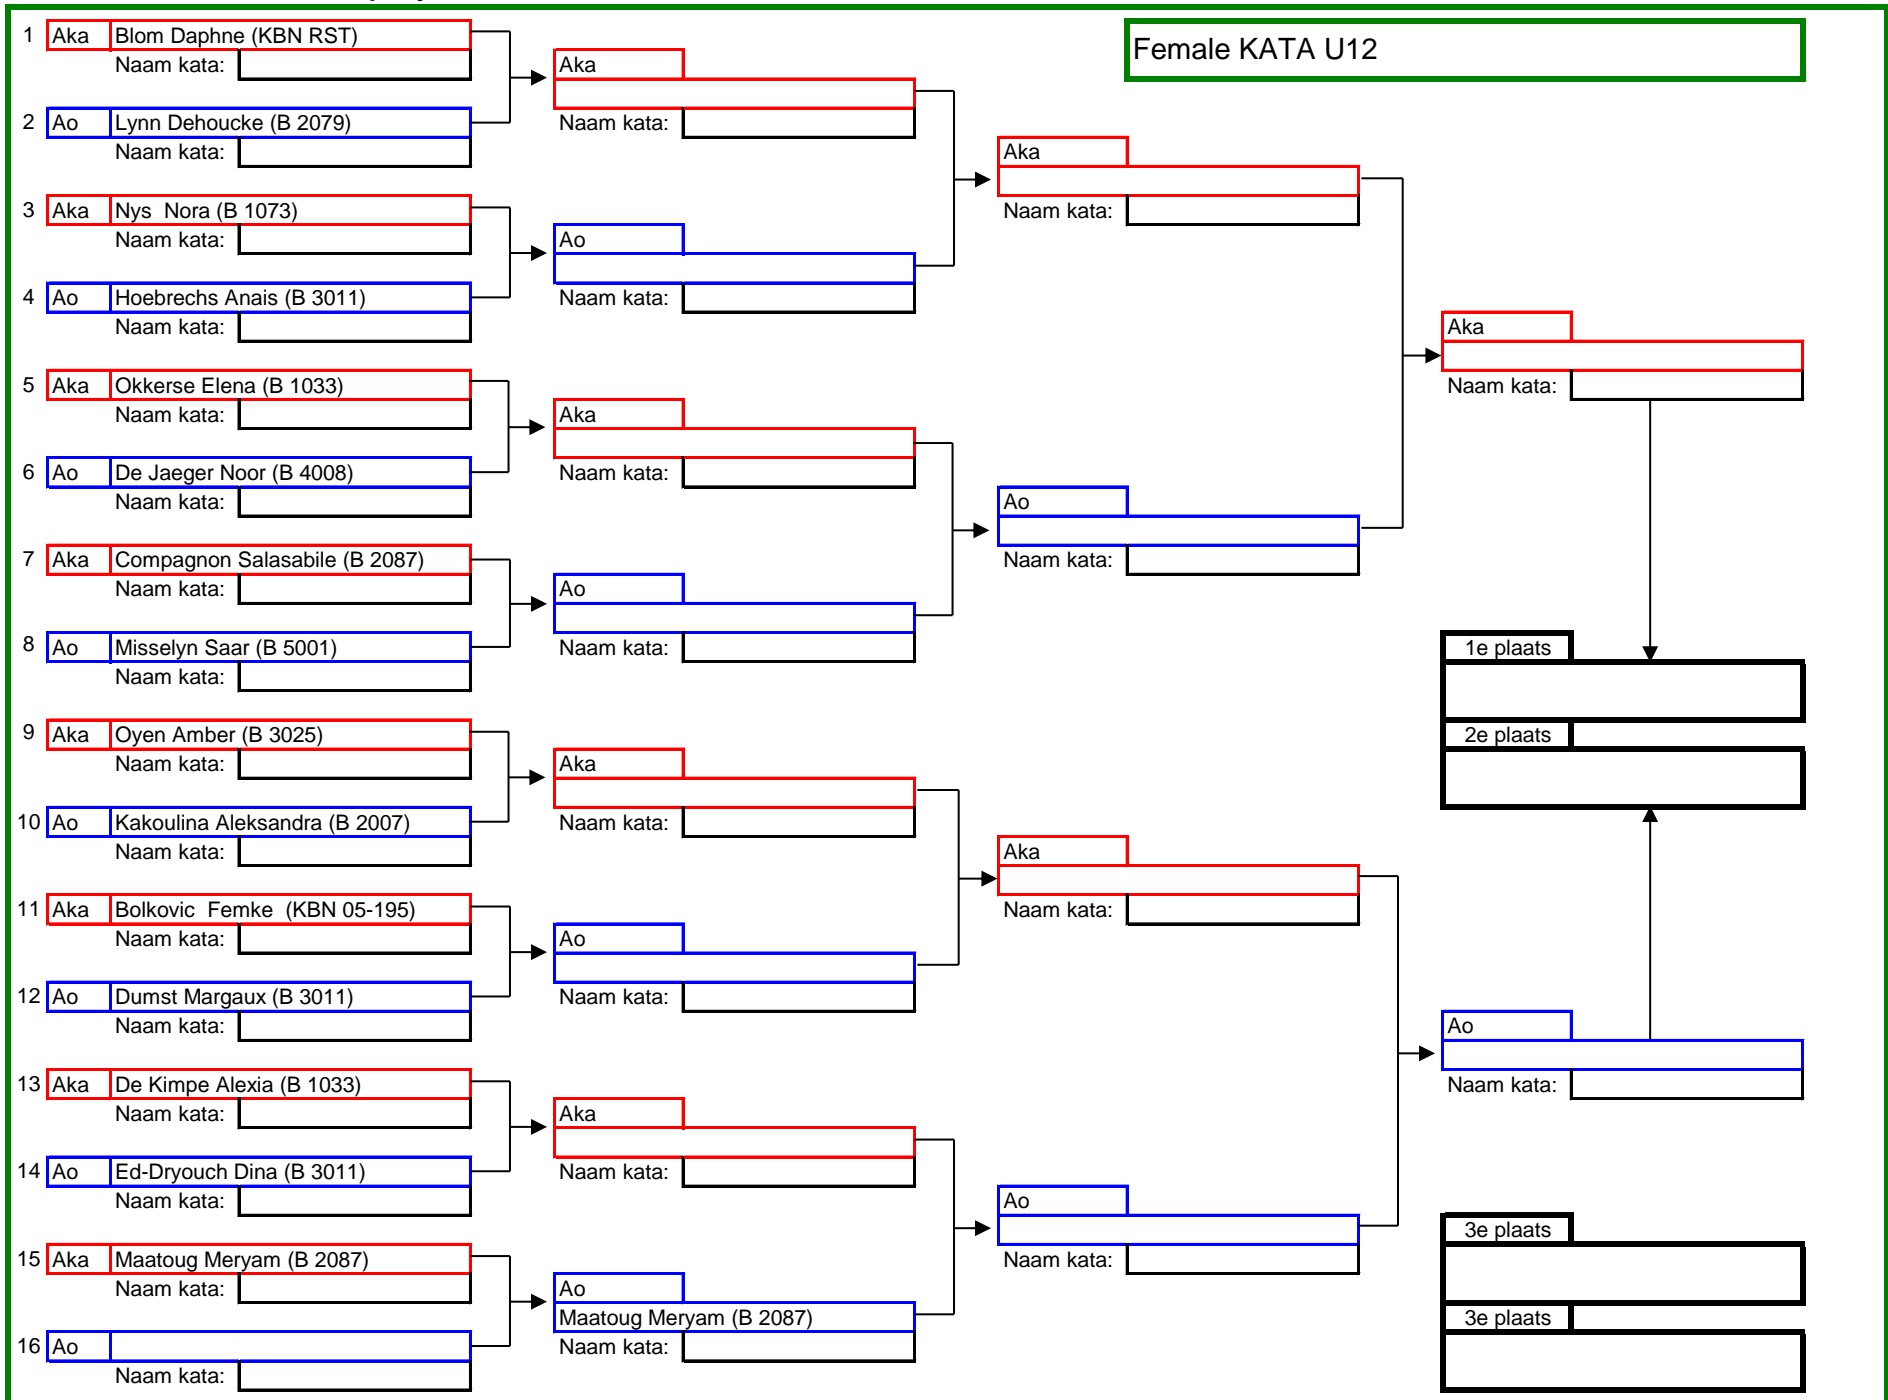 Female KATA U12
1 Aka Blom Daphne (KBN RST)
Naam kata:
2 Ao Lynn Dehoucke (B 2079)
Naam kata:
3 Aka Nys  Nora (B 1073)
Naam kata:
4 Ao Hoebrechs Anais (B 3011)
Naam kata:
5 Aka Okkerse Elena (B 1033)
Naam kata:
6 Ao De Jaeger Noor (B 4008)
Naam kata:
7 Aka Compagnon Salasabile (B 2087)
Naam kata:
8 Ao Misselyn Saar (B 5001)
Naam kata:
9 Aka Oyen Amber (B 3025)
Naam kata:
10 Ao Kakoulina Aleksandra (B 2007)
Naam kata:
11 Aka Bolkovic  Femke  (KBN 05-195)
Naam kata:
12 Ao Dumst Margaux (B 3011)
Naam kata:
13 Aka De Kimpe Alexia (B 1033)
Naam kata:
14 Ao Ed-Dryouch Dina (B 3011)
Naam kata:
15 Aka Maatoug Meryam (B 2087)
Naam kata:
16 Ao
Naam kata:
Aka
Naam kata:
Ao
Naam kata:
Aka
Naam kata:
Ao
Naam kata:
Aka
Naam kata:
Ao
Naam kata:
Aka
Naam kata:
Ao
Maatoug Meryam (B 2087)
Naam kata:
Aka
Naam kata:
Ao
Naam kata:
Aka
Naam kata:
Ao
Naam kata:
Aka
Naam kata:
1e plaats
2e plaats
Ao
Naam kata:
3e plaats
3e plaats